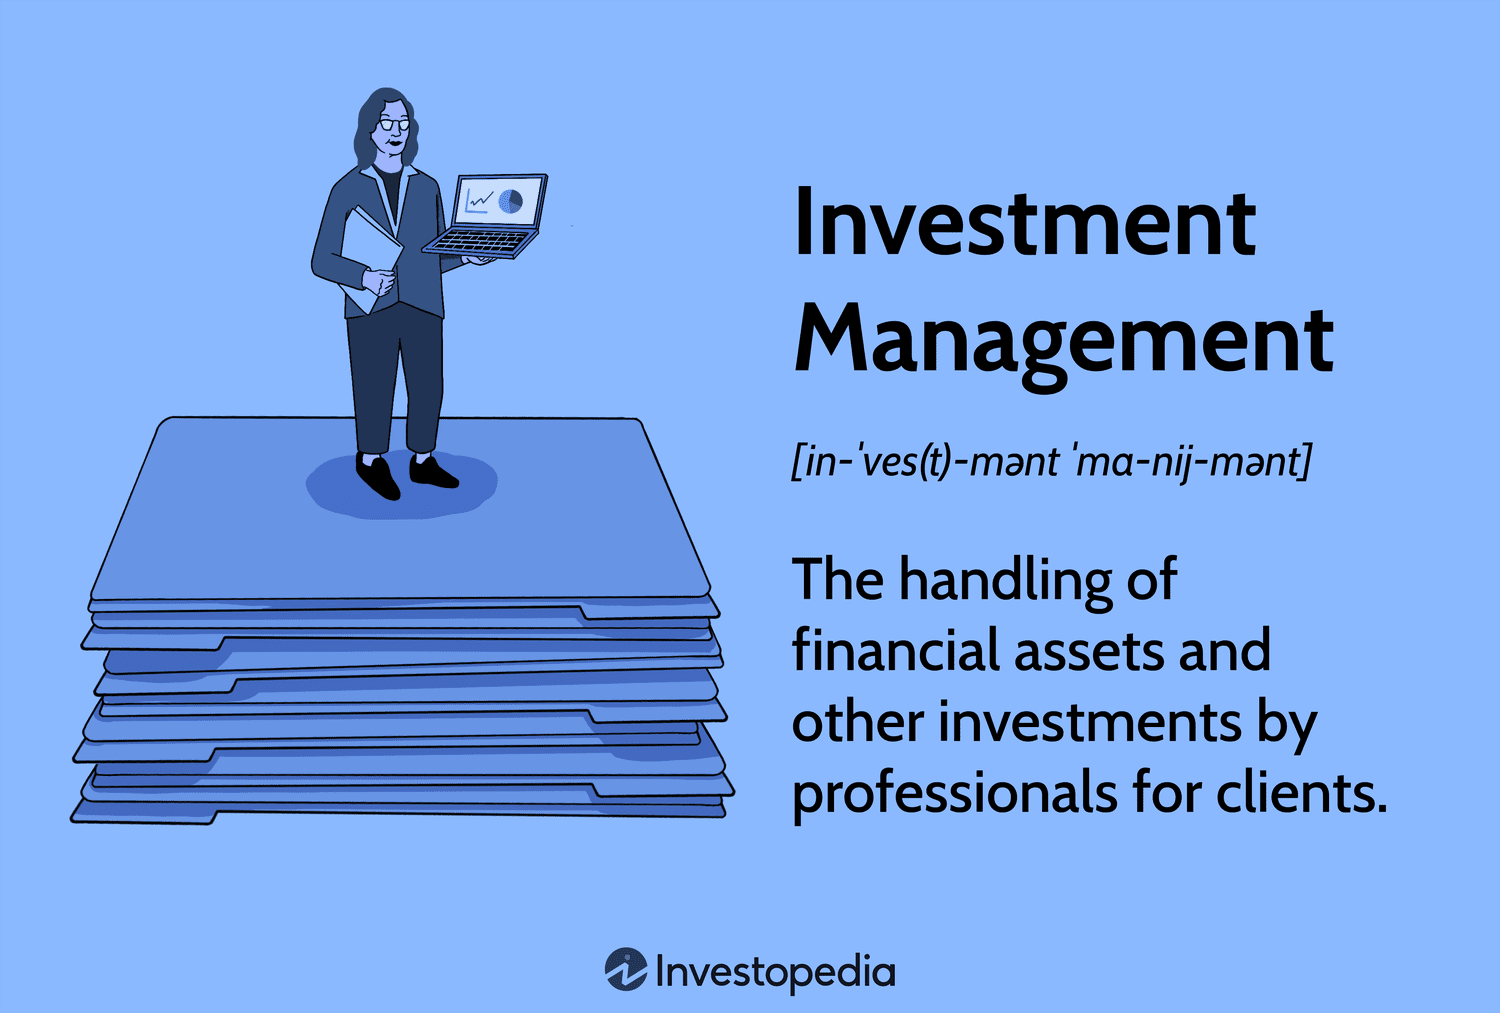 Investment
Management
[in-ˈves(t)-mənt ˈma-nij-mənt]
The handling of
financial assets and
other investments by
professionals for clients.
Investopedia